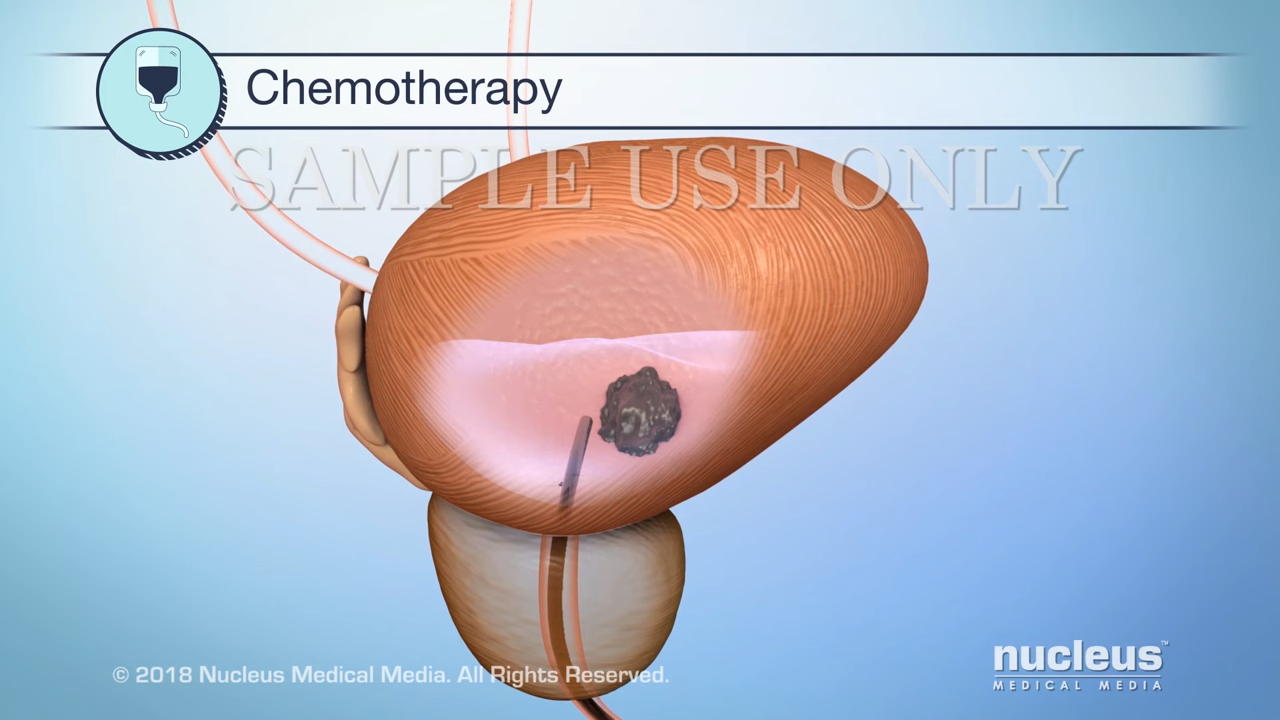 Chemotherapy
SAMPLE USE ONLY
© 2018 Nucleus Medical Media. All Rights Reserved.
nucleus™
MEDICAL MEDIA